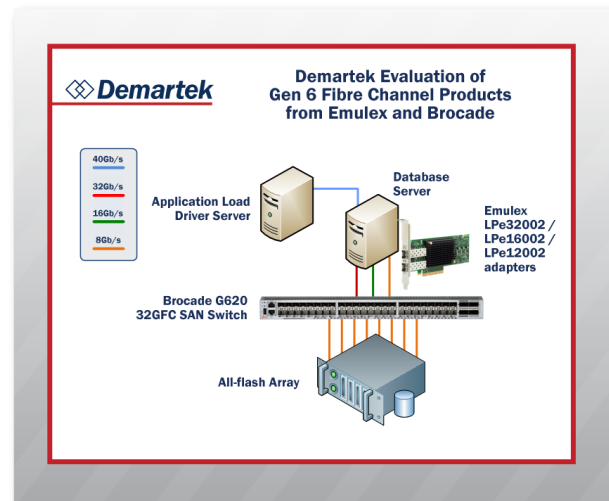 Demartek
Demartek Evaluation of
Gen 6 Fibre Channel Products
from Emulex and Brocade
40Gb/s
32Gb/s
16Gb/s
8Gb/s
Application Load
Driver Server
Database
Server
Emulex
LPe32002 /
LPe16002 /
LPe12002
adapters
Brocade G620
32GFC SAN Switch
All-flash Array